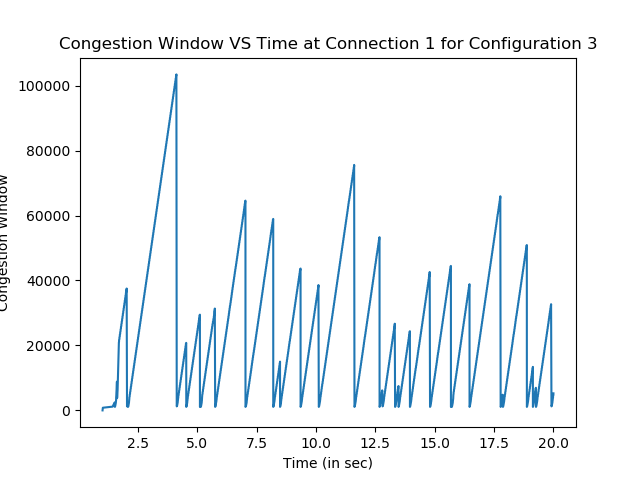 Congestion Window VS Time at Connection 1 for Configuration 3
100000
80000
60000
40000
20000
0
Congestion Window
2.5 5.0 7.5 10.0 12.5 15.0 17.5 20.0
Time (in sec)